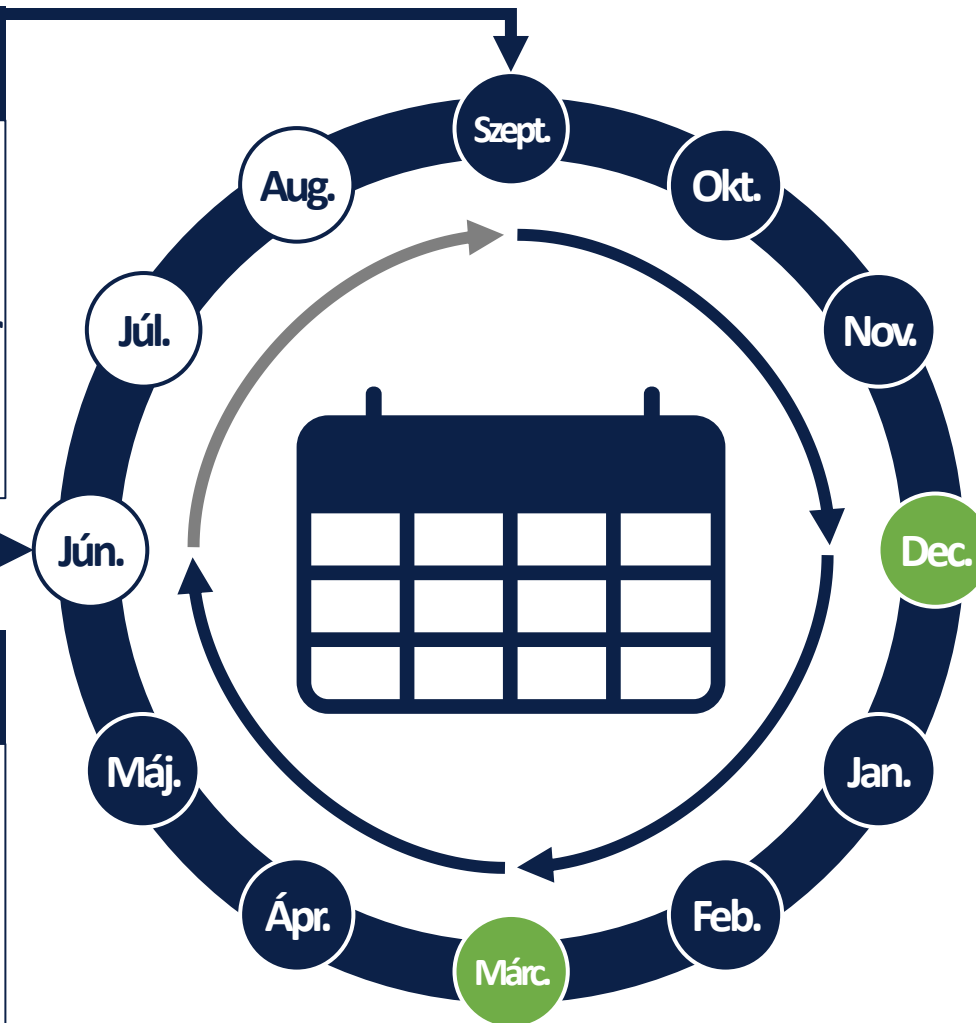 Szept.
Okt.
Nov.
Dec.
Jan.
Feb.
Márc.
Ápr.
Máj.
Jún.
Júl.
Aug.